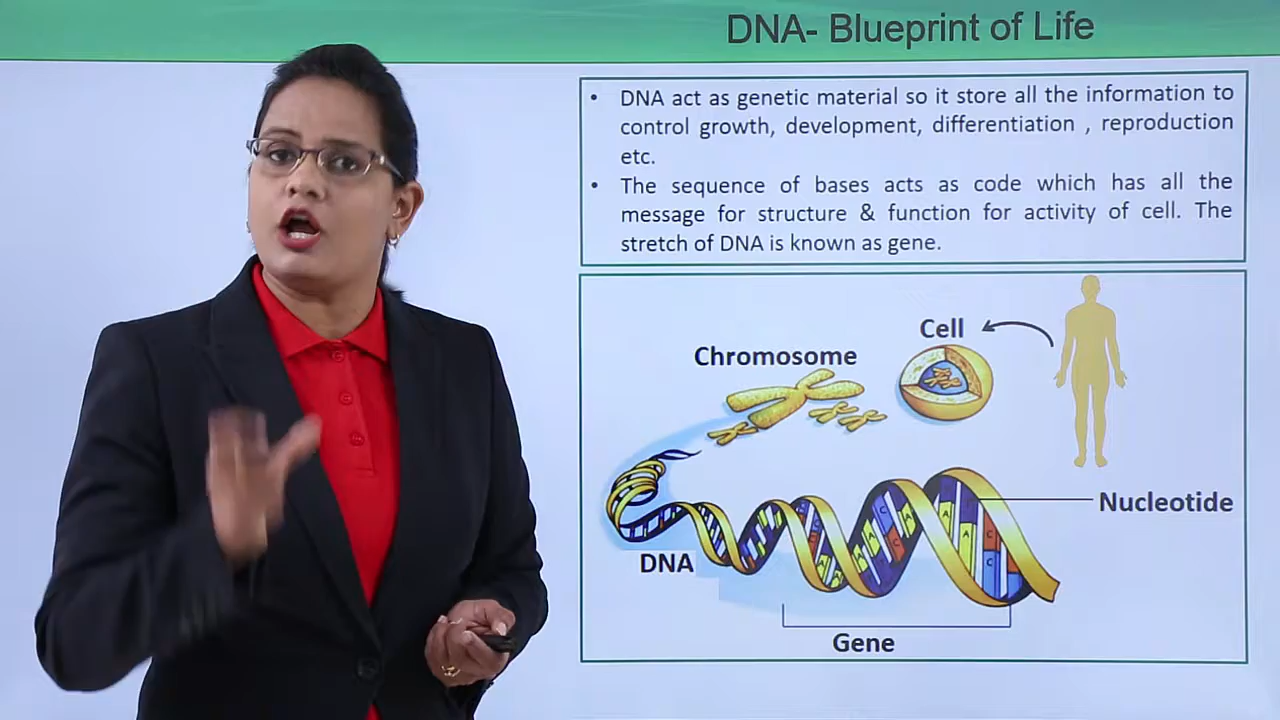 DNA- Blueprint of Life
• DNA act as genetic material so it store all the information to
control growth, development, differentiation , reproduction
etc.
• The sequence of bases acts as code which has all the
message for structure & function for activity of cell. The
stretch of DNA is known as gene.
Cell
Chromosome
Nucleotide
DNA
Gene